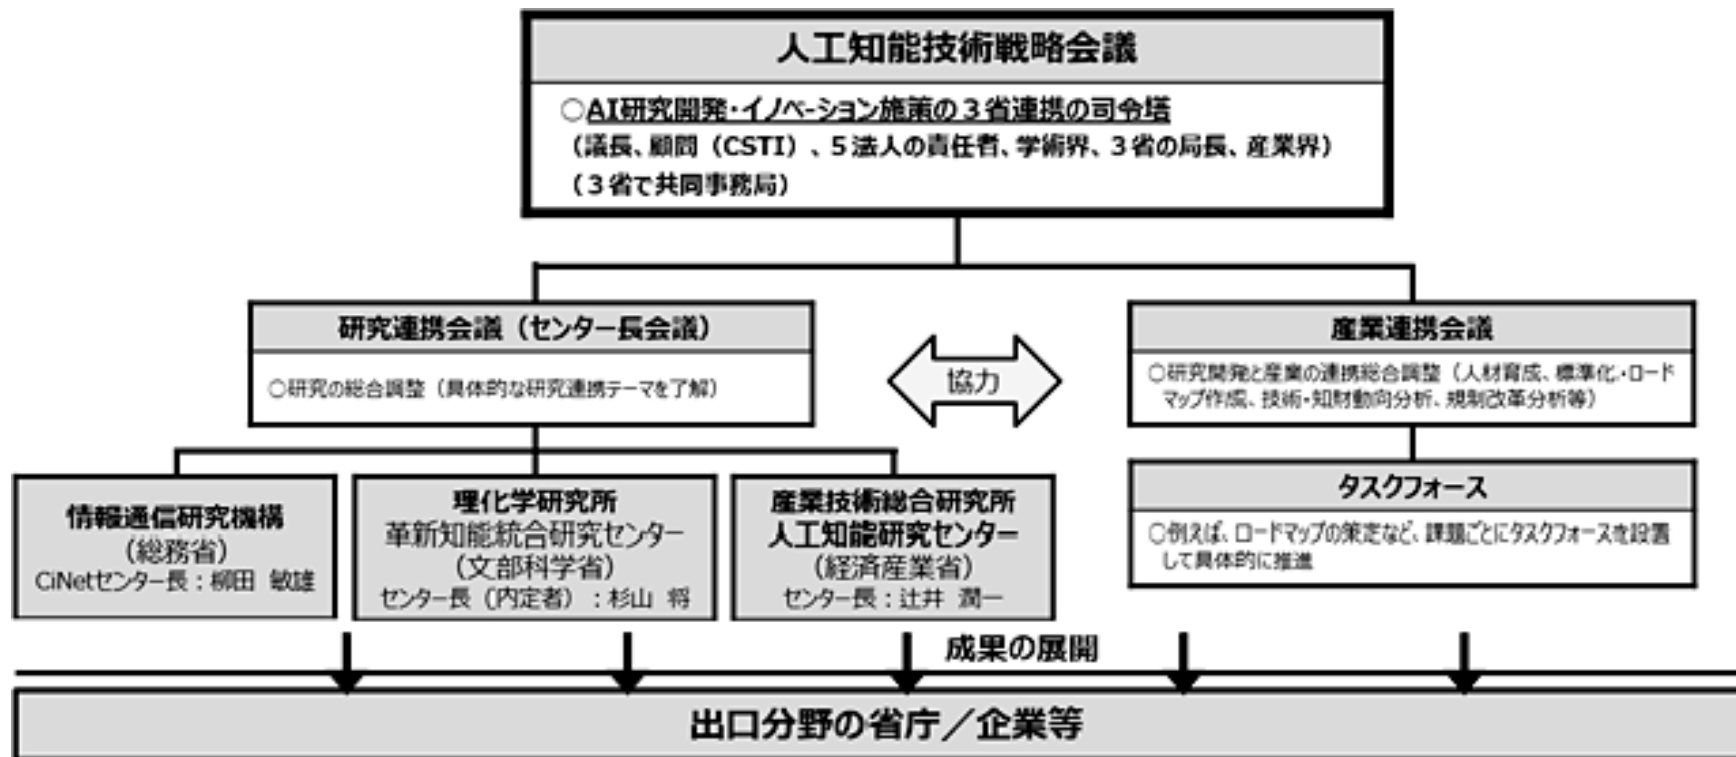 人工知能技術戦略会議
○AI研究開発・イノベーション施策の3省連携の司令塔
(議長、顧問(CSTI)、5法人の責任者、学術界、3省の局長、産業界)
(3省で共同事務局)
研究連携会議(センター長会議)
○研究の総合調整(具体的な研究連携テーマを了解)
協力
産業連携会議
○研究開発と産業の連携総合調整(人材育成、標準化・ロード
マップ作成、技術・知財動向分析、規制改革分析等)
タスクフォース
○例えば、ロードマップの策定など、課題ごとにタスクフォースを設置
して具体的に推進
情報通信研究機構
(総務省)
CiNetセンター長:柳田 敏雄
理化学研究所
革新知能統合研究センター
(文部科学省)
センター長(内定者):杉山 将
産業技術総合研究所
人工知能研究センター
(経済産業省)
センター長:辻井 潤一
成果の展開
出口分野の省庁/企業等